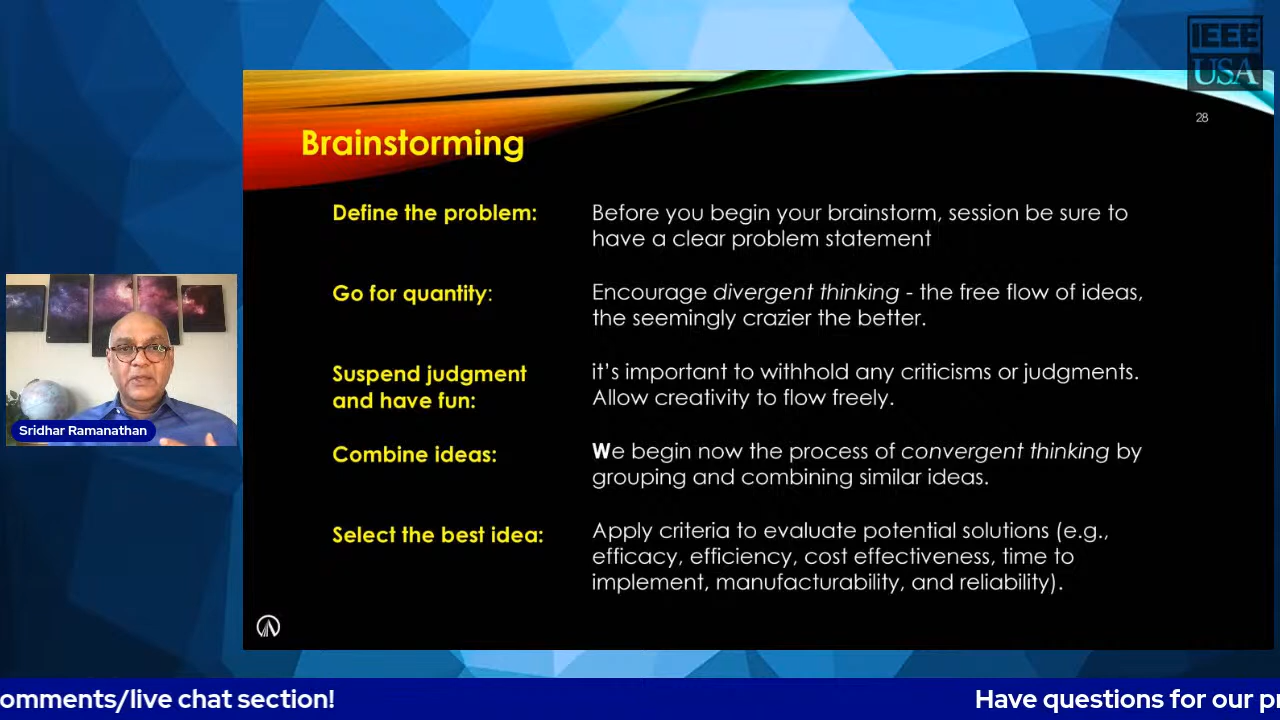 IEEE
USA
28
Brainstorming
Define the problem:
Before you begin your brainstorm, session be sure to
have a clear problem statement
Go for quantity:
Encourage divergent thinking - the free flow of ideas,
the seemingly crazier the better.
Suspend judgment
and have fun:
it’s important to withhold any criticisms or judgments.
Allow creativity to flow freely.
Combine ideas:
We begin now the process of convergent thinking by
grouping and combining similar ideas.
Select the best idea:
Apply criteria to evaluate potential solutions (e.g.,
efficacy, efficiency, cost effectiveness, time to
implement, manufacturability, and reliability).
Sridhar Ramanathan
omments/live chat section!
Have questions for our p